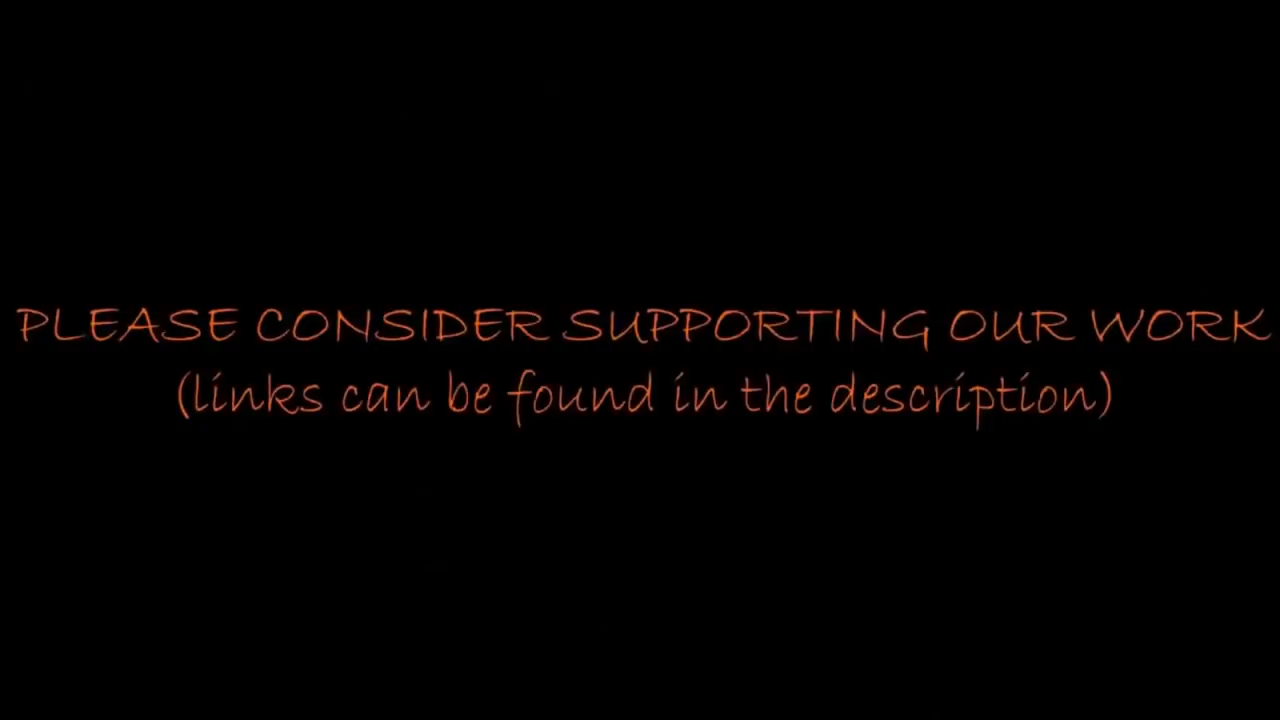 PLEASE CONSIDER SUPPORTING OUR WORK
(links can be found in the description)